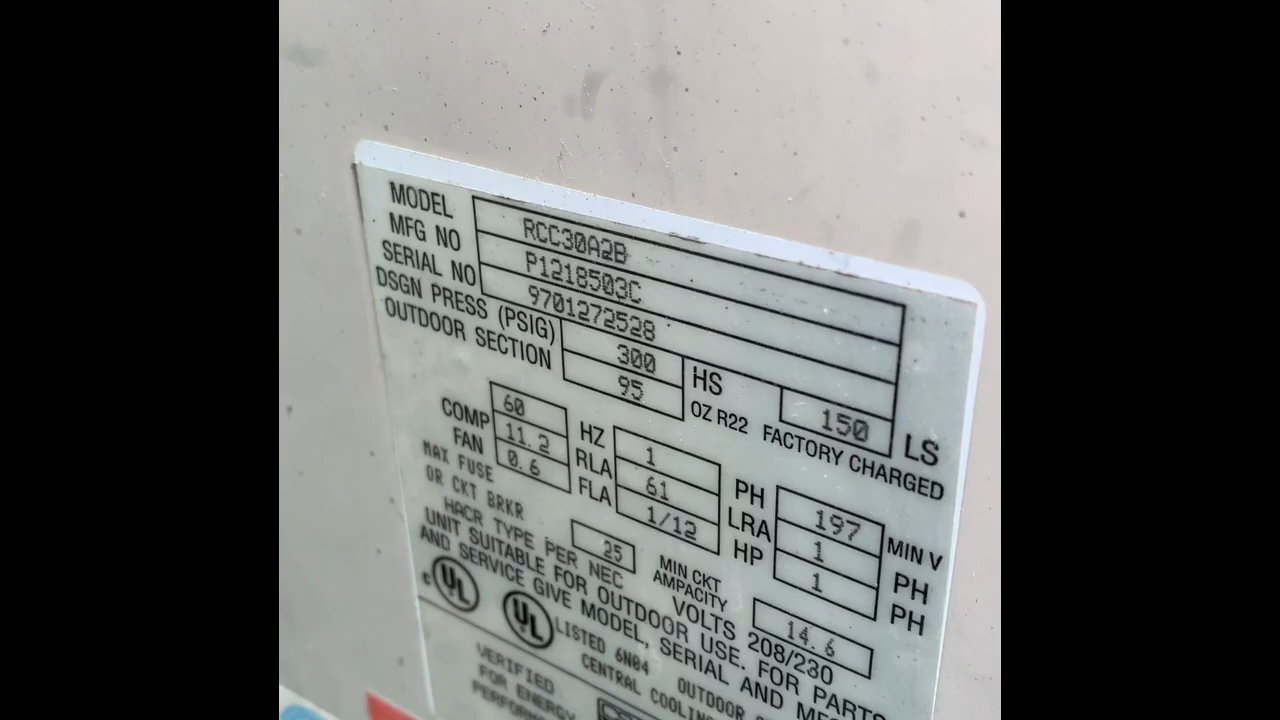 MODEL RCC30A2B
MFG NO P1218503C
SERIAL NO 9701272528
DSGN PRESS (PSIG) 300 HS 150 LS
OUTDOOR SECTION 95 OZ R22 FACTORY CHARGED
60 HZ 1 PH 197 MIN V
COMP 11.2 RLA 61 LRA 1 PH
FAN 0.6 FLA 1/12 HP 1 PH
MAX FUSE
OR CKT BRKR
HACR TYPE PER NEC 25 MIN CKT AMPACITY 14.6
VOLTS 208/230
UNIT SUITABLE FOR OUTDOOR USE. FOR PARTS
AND SERVICE GIVE MODEL, SERIAL AND
c UL UL LISTED 6N04 OUTDOOR
CENTRAL COOLING
VERIFIED
FOR ENERGY